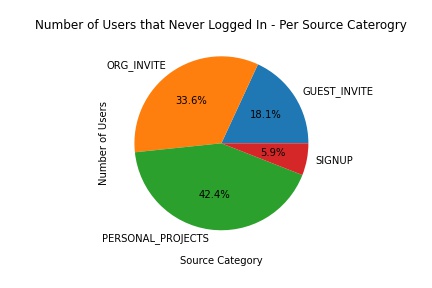 Number of Users that Never Logged In - Per Source Caterogry
ORG_INVITE
GUEST_INVITE
33.6%
18.1%
Number of Users
5.9%
SIGNUP
42.4%
PERSONAL_PROJECTS
Source Category